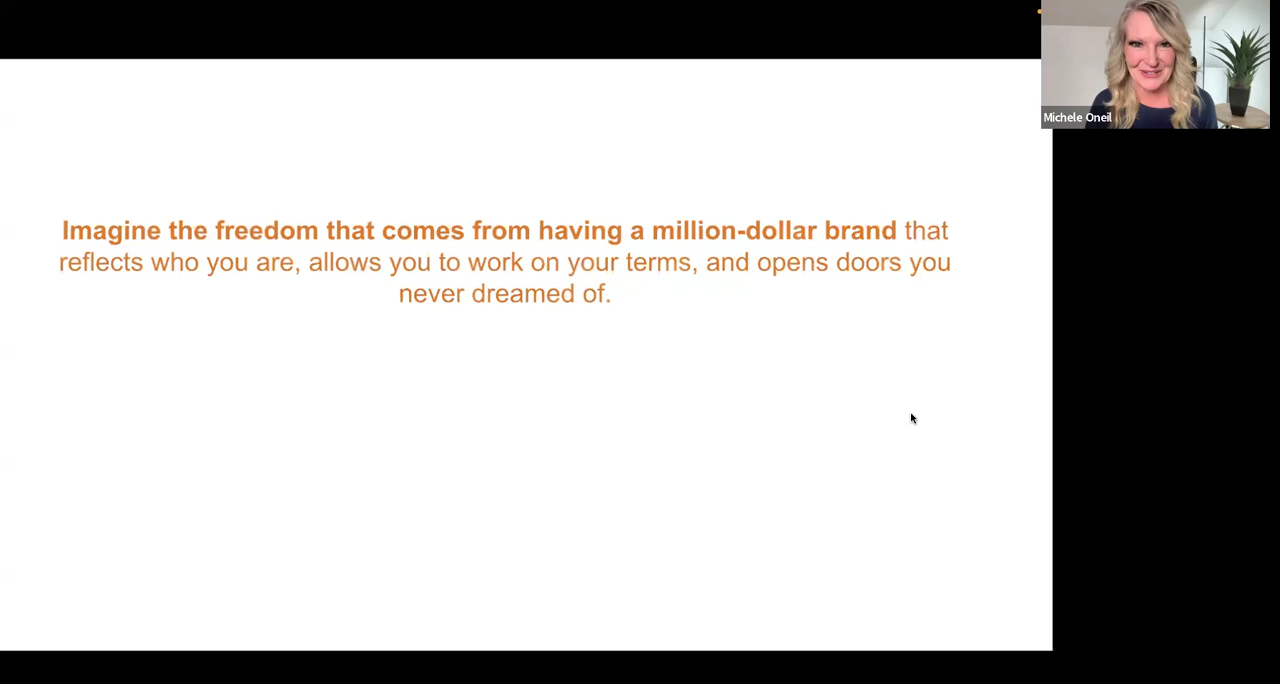 Michele Oneil
Imagine the freedom that comes from having a million-dollar brand that
reflects who you are, allows you to work on your terms, and opens doors you
never dreamed of.